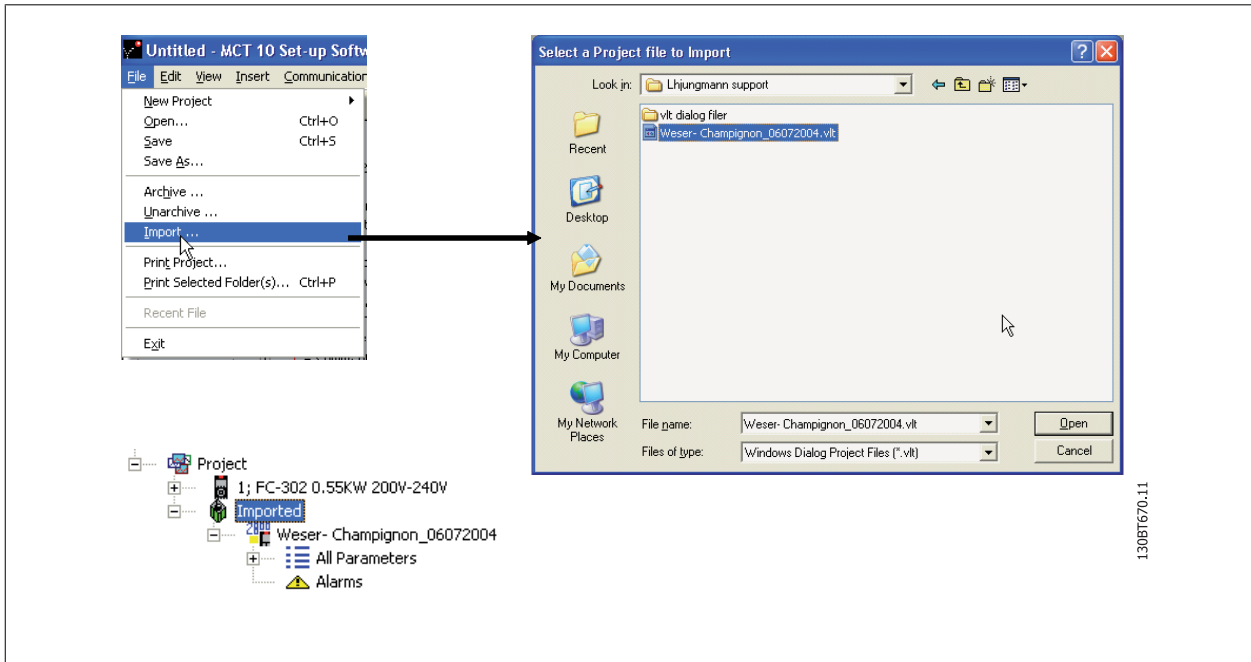 Untitled - MCT 10 Set-up Softw
File Edit View Insert Communication
New Project
Open... Ctrl+O
Save Ctrl+S
Save As...
Archive ...
Unarchive ...
Import ...
Print Project...
Print Selected Folder(s)... Ctrl+P
Recent File
Exit
Select a Project file to Import
Look in: Lhjungmann support
vlt dialog filer
Weser- Champignon_06072004.vlt
Recent
Desktop
My Documents
My Computer
My Network
Places
File name: Weser- Champignon_06072004.vlt Open
Files of type: Windows Dialog Project Files (*.vlt) Cancel
Project
1; FC-302 0.55KW 200V-240V
Imported
2800
Weser- Champignon_06072004
All Parameters
Alarms
130BT670.11